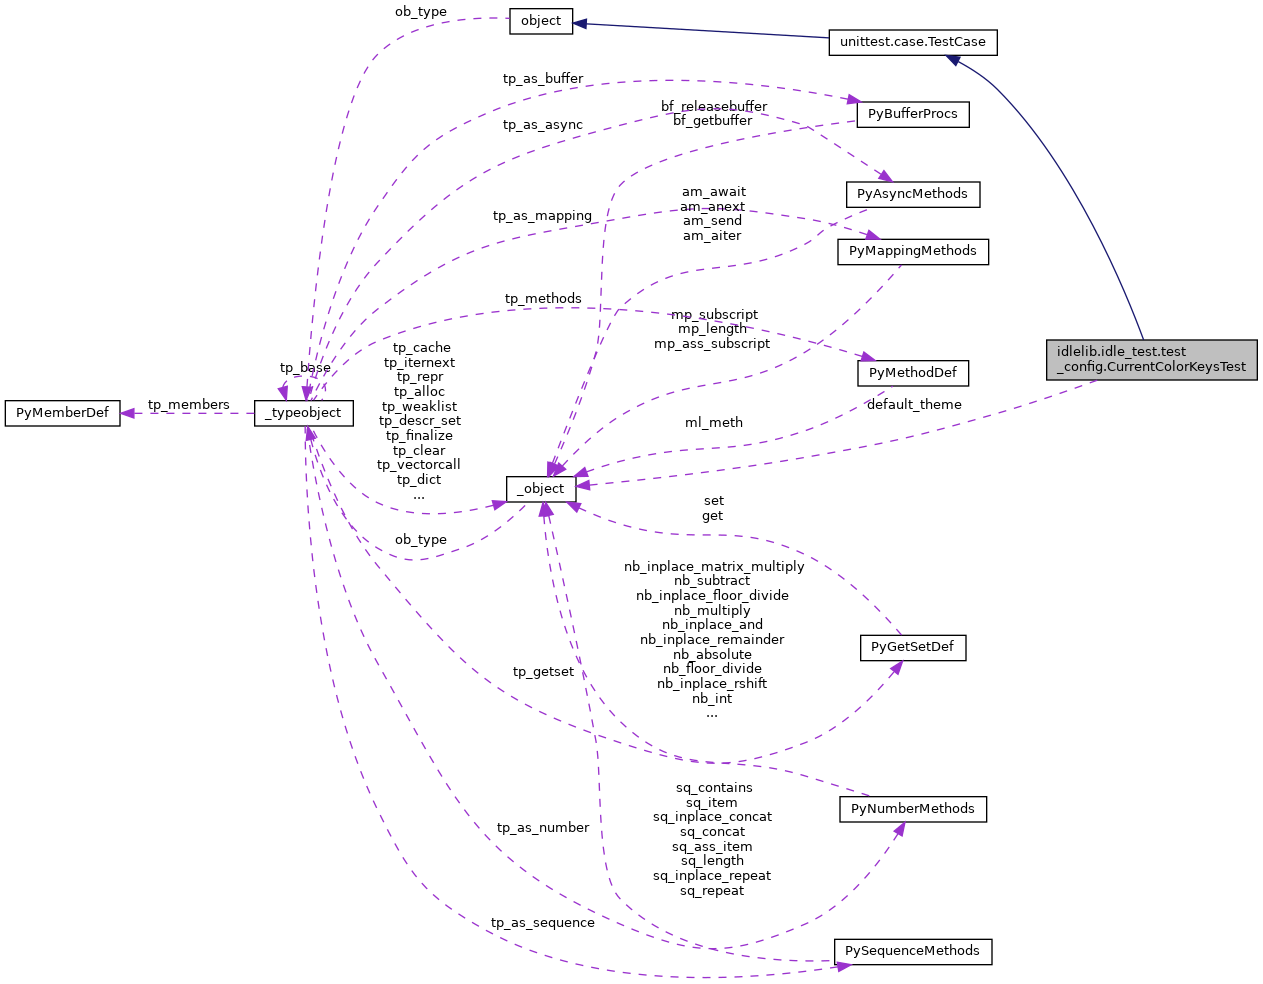 ob_type
object
unittest.case.TestCase
tp_as_buffer
bf_releasebuffer
bf_getbuffer
PyBufferProcs
tp_as_async
am_await
am_anext
am_send
am_aiter
PyAsyncMethods
tp_as_mapping
PyMappingMethods
tp_methods
mp_subscript
mp_length
mp_ass_subscript
idlelib.idle_test.test
_config.CurrentColorKeysTest
tp_base
tp_cache
tp_iternext
tp_repr
tp_alloc
tp_weaklist
tp_descr_set
tp_finalize
tp_clear
tp_vectorcall
tp_dict
...
PyMethodDef
default_theme
PyMemberDef
tp_members
_typeobject
ml_meth
_object
set
get
ob_type
nb_inplace_matrix_multiply
nb_subtract
nb_inplace_floor_divide
nb_multiply
nb_inplace_and
nb_inplace_remainder
nb_absolute
nb_floor_divide
nb_inplace_rshift
nb_int
...
PyGetSetDef
tp_getset
sq_contains
sq_item
sq_inplace_concat
sq_concat
sq_ass_item
sq_length
sq_inplace_repeat
sq_repeat
PyNumberMethods
tp_as_number
tp_as_sequence
PySequenceMethods